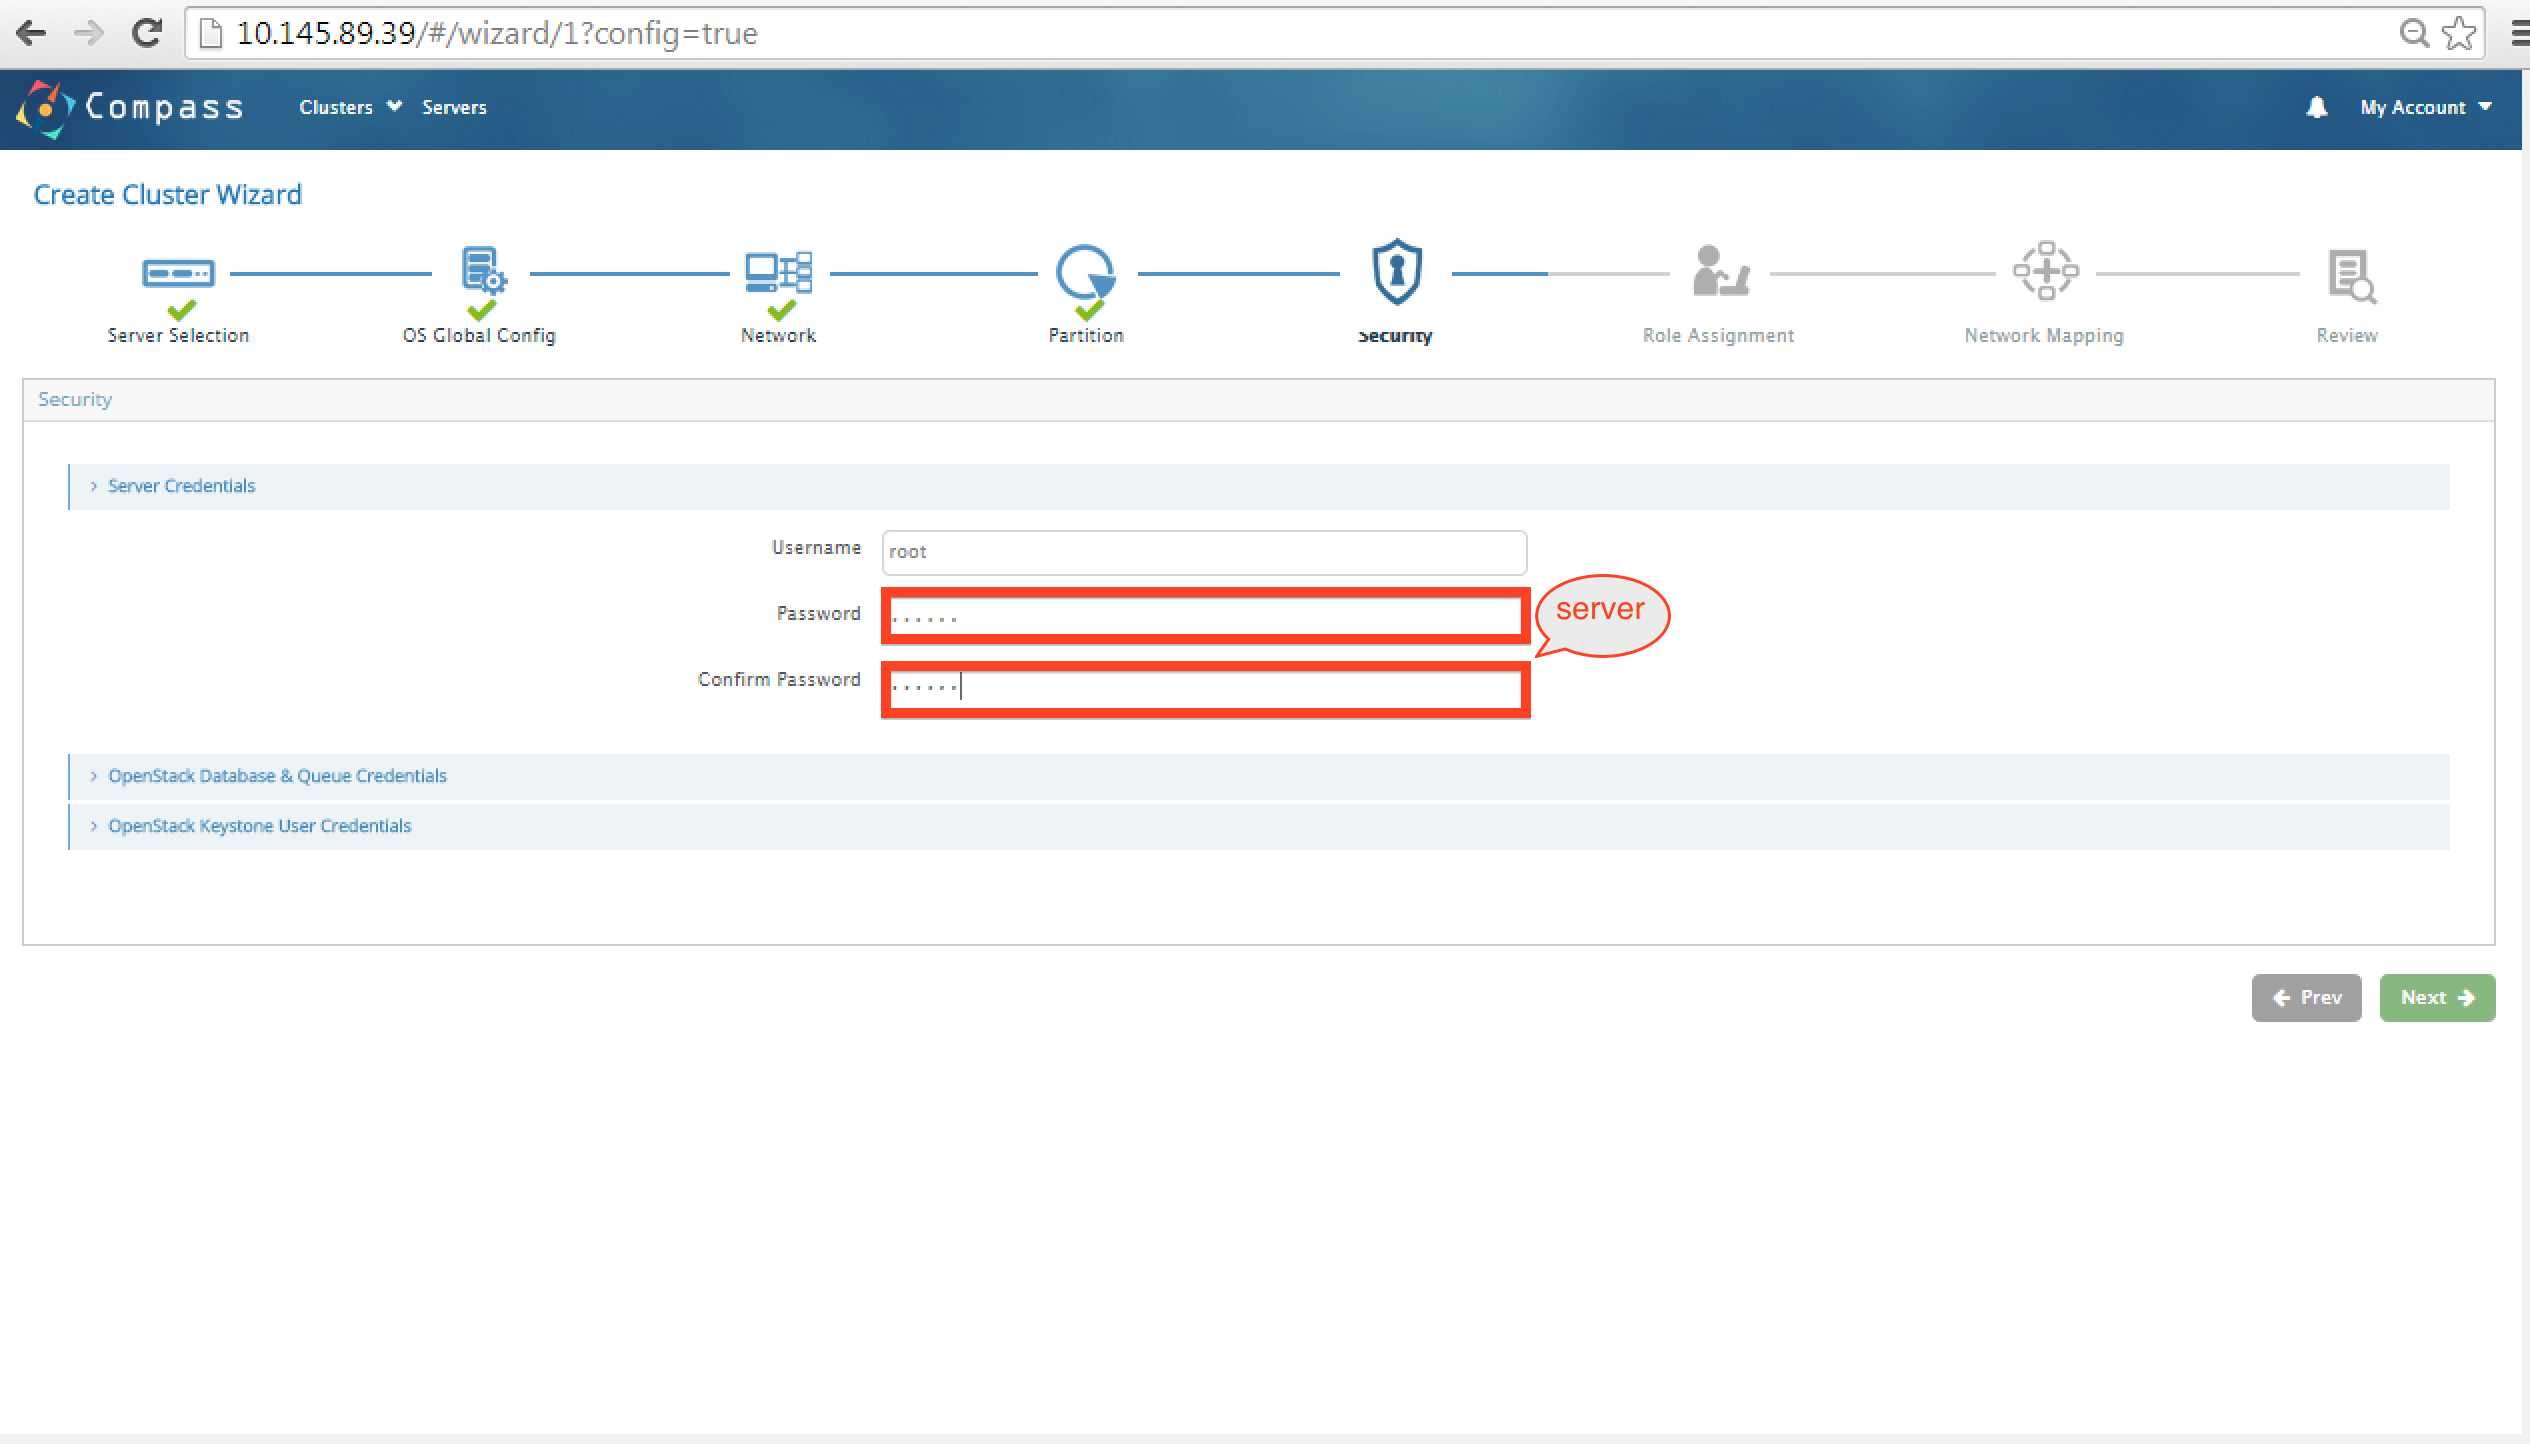 10.145.89.39/#/wizard/1?config=true
Compass
Clusters
Servers
My Account
Create Cluster Wizard
Server Selection
OS Global Config
Network
Partition
Security
Role Assignment
Network Mapping
Review
Security
> Server Credentials
Username
root
Password
......
server
Confirm Password
......
> OpenStack Database & Queue Credentials
> OpenStack Keystone User Credentials
Prev
Next